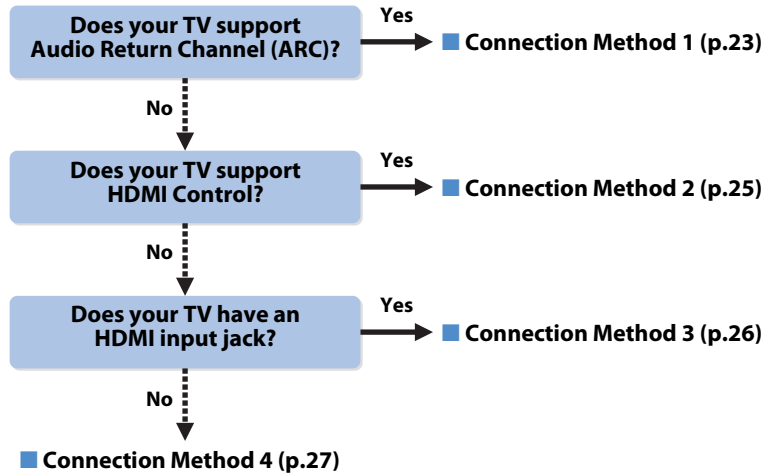 Does your TV support
Audio Return Channel (ARC)?
Yes
Connection Method 1 (p.23)
No
Does your TV support
HDMI Control?
Yes
Connection Method 2 (p.25)
No
Does your TV have an
HDMI input jack?
Yes
Connection Method 3 (p.26)
No
Connection Method 4 (p.27)